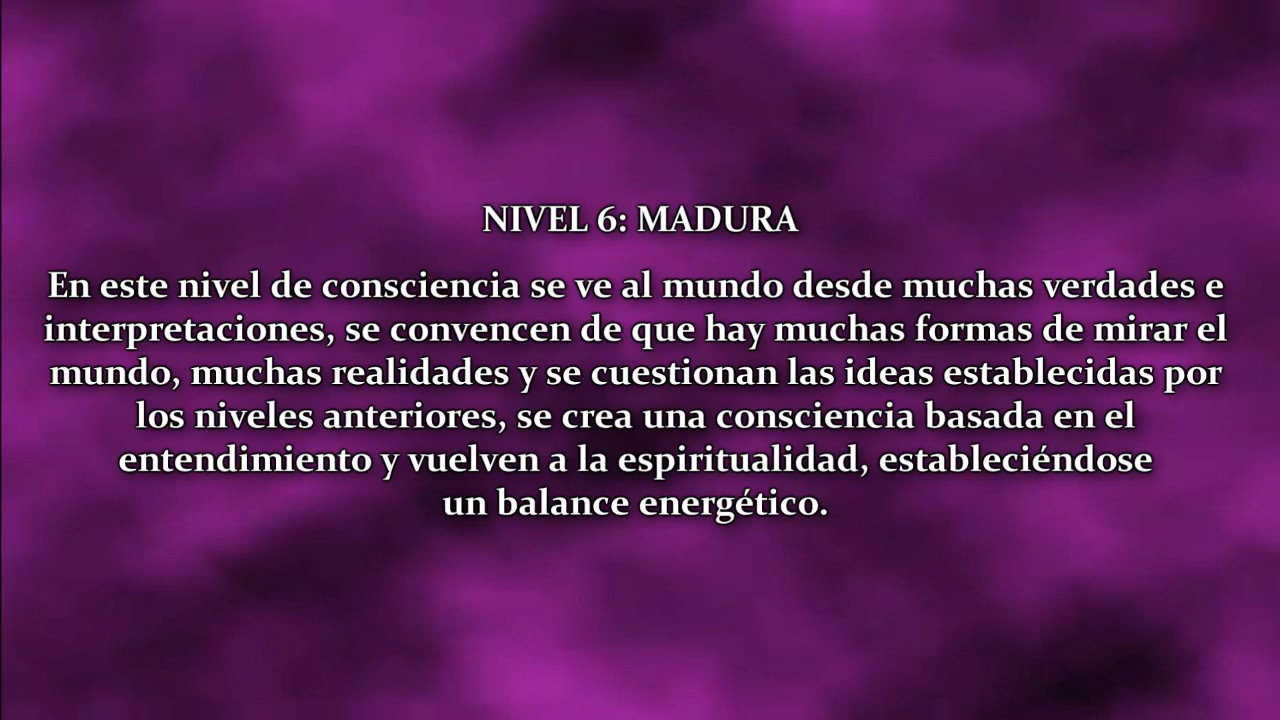 NIVEL 6: MADURA
En este nivel de consciencia se ve al mundo desde muchas verdades e
interpretaciones, se convencen de que hay muchas formas de mirar el
mundo, muchas realidades y se cuestionan las ideas establecidas por
los niveles anteriores, se crea una consciencia basada en el
entendimiento y vuelven a la espiritualidad, estableciéndose
un balance energético.